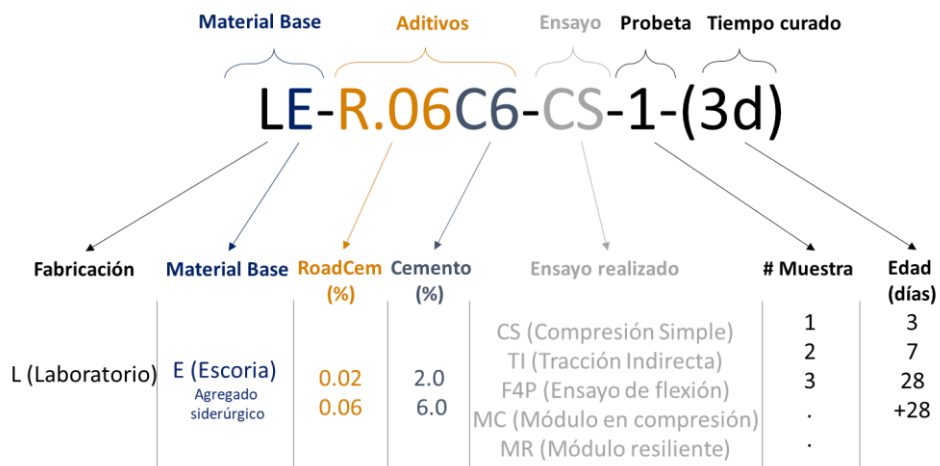 Material Base
Aditivos
Ensayo
Probeta
Tiempo curado
LE-R.06C6-CS-1-(3d)
Fabricación
Material Base
RoadCem
(%)
Cemento
(%)
Ensayo realizado
# Muestra
Edad
(días)
L (Laboratorio)
E (Escoria)
Agregado
siderúrgico
0.02
0.06
2.0
6.0
CS (Compresión Simple)
TI (Tracción Indirecta)
F4P (Ensayo de flexión)
MC (Módulo en compresión)
MR (Módulo resiliente)
1
2
3
.
.
3
7
28
+28